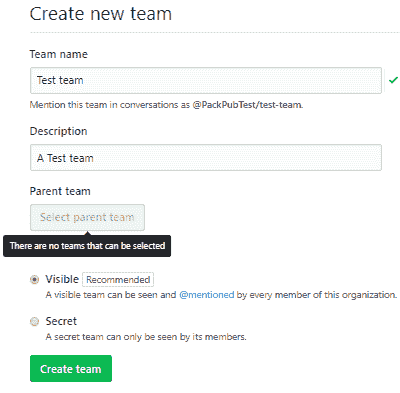 Create new team
Team name
Test team
Mention this team in conversations as @PackPubTest/test-team.
Description
A Test team
Parent team
Select parent team
There are no teams that can be selected
Visible Recommended
A visible team can be seen and @mentioned by every member of this organization.
Secret
A secret team can only be seen by its members.
Create team